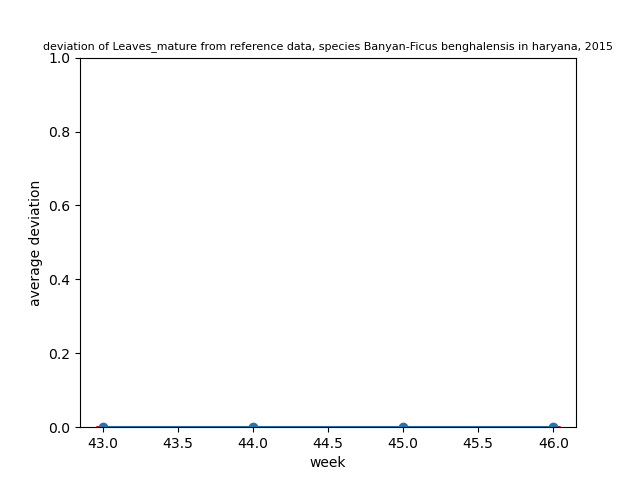 deviation of Leaves_mature from reference data, species Banyan-Ficus benghalensis in haryana, 2015
1.0
0.8
0.6
0.4
0.2
0.0
average deviation
43.0 43.5 44.0 44.5 45.0 45.5 46.0
week